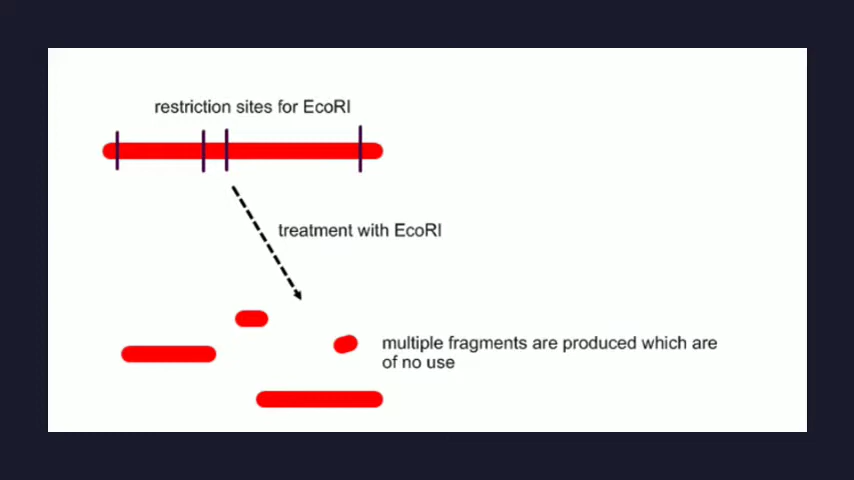 restriction sites for EcoRI
treatment with EcoRI
multiple fragments are produced which are
of no use